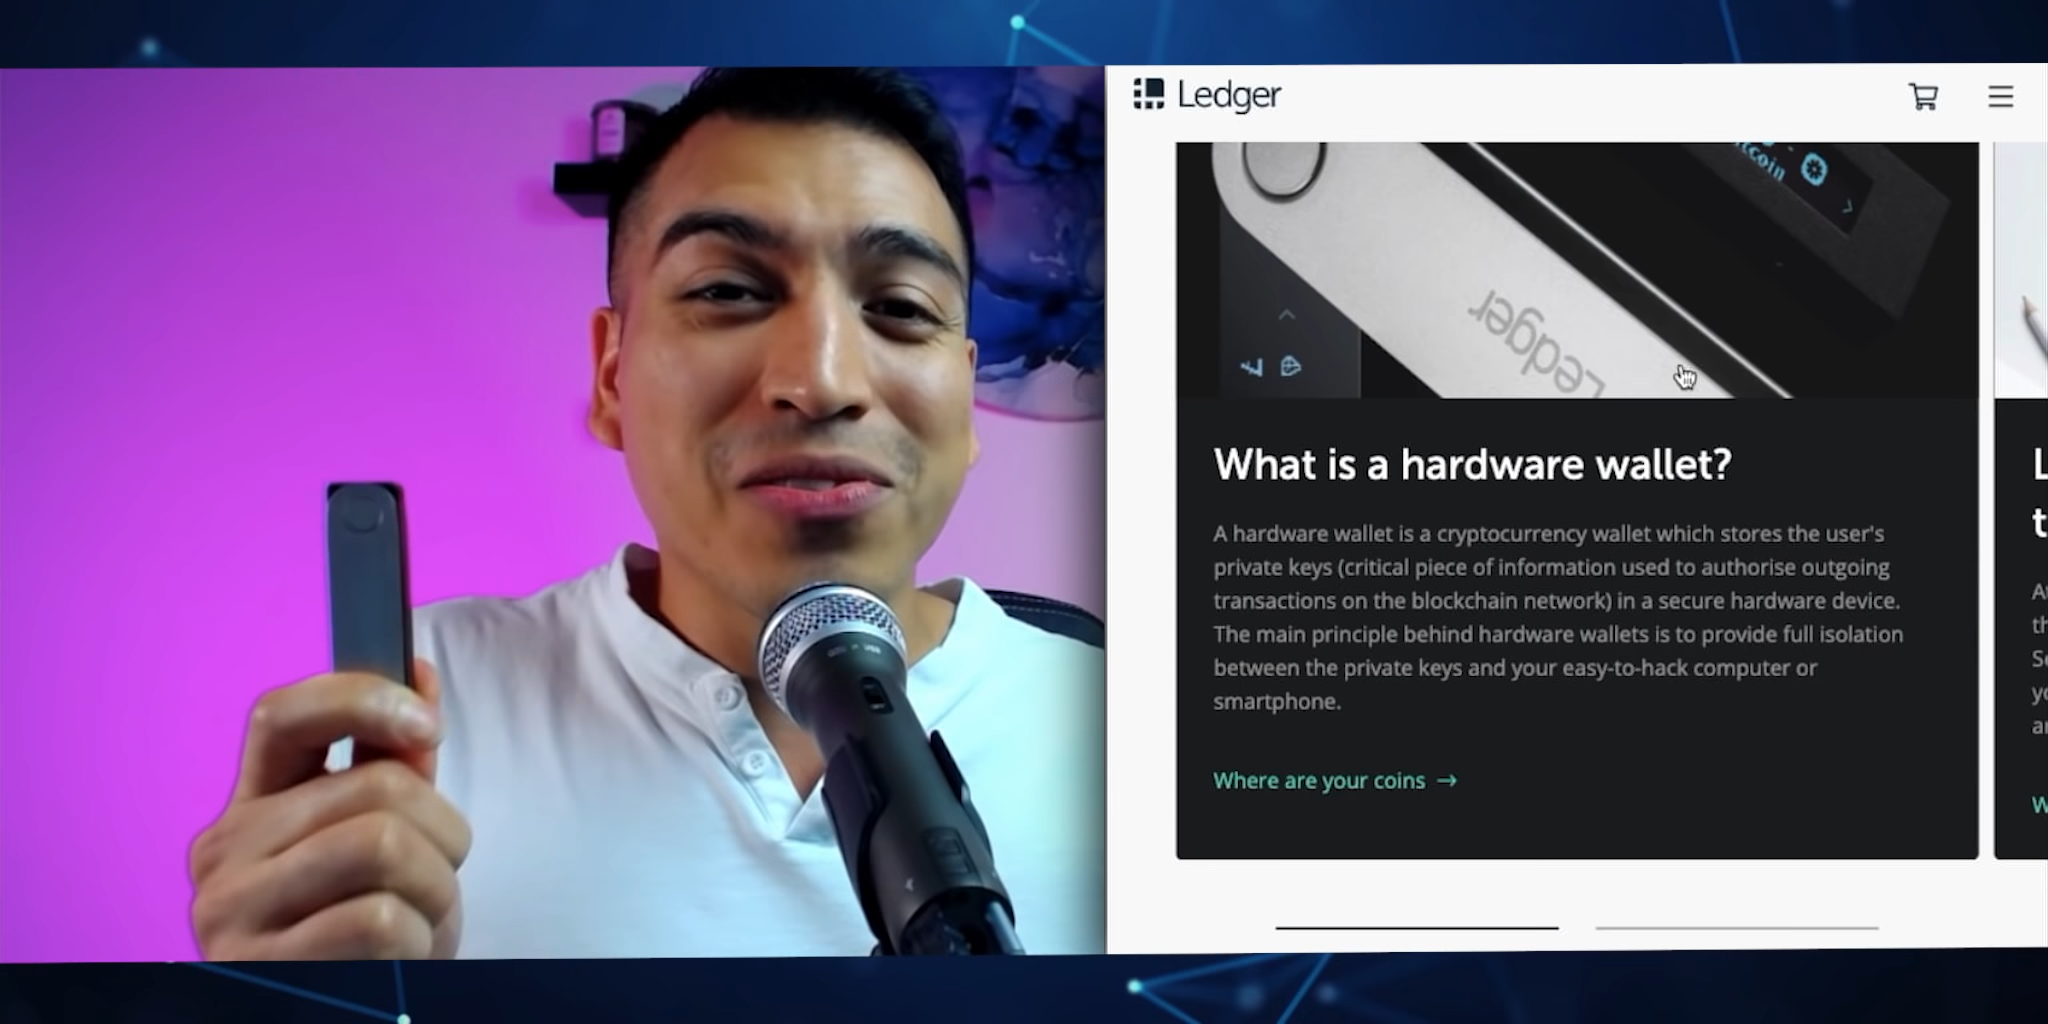 Ledger
itcoin
Ledger
What is a hardware wallet?
A hardware wallet is a cryptocurrency wallet which stores the user's
private keys (critical piece of information used to authorise outgoing
transactions on the blockchain network) in a secure hardware device.
The main principle behind hardware wallets is to provide full isolation
between the private keys and your easy-to-hack computer or
smartphone.
Where are your coins →